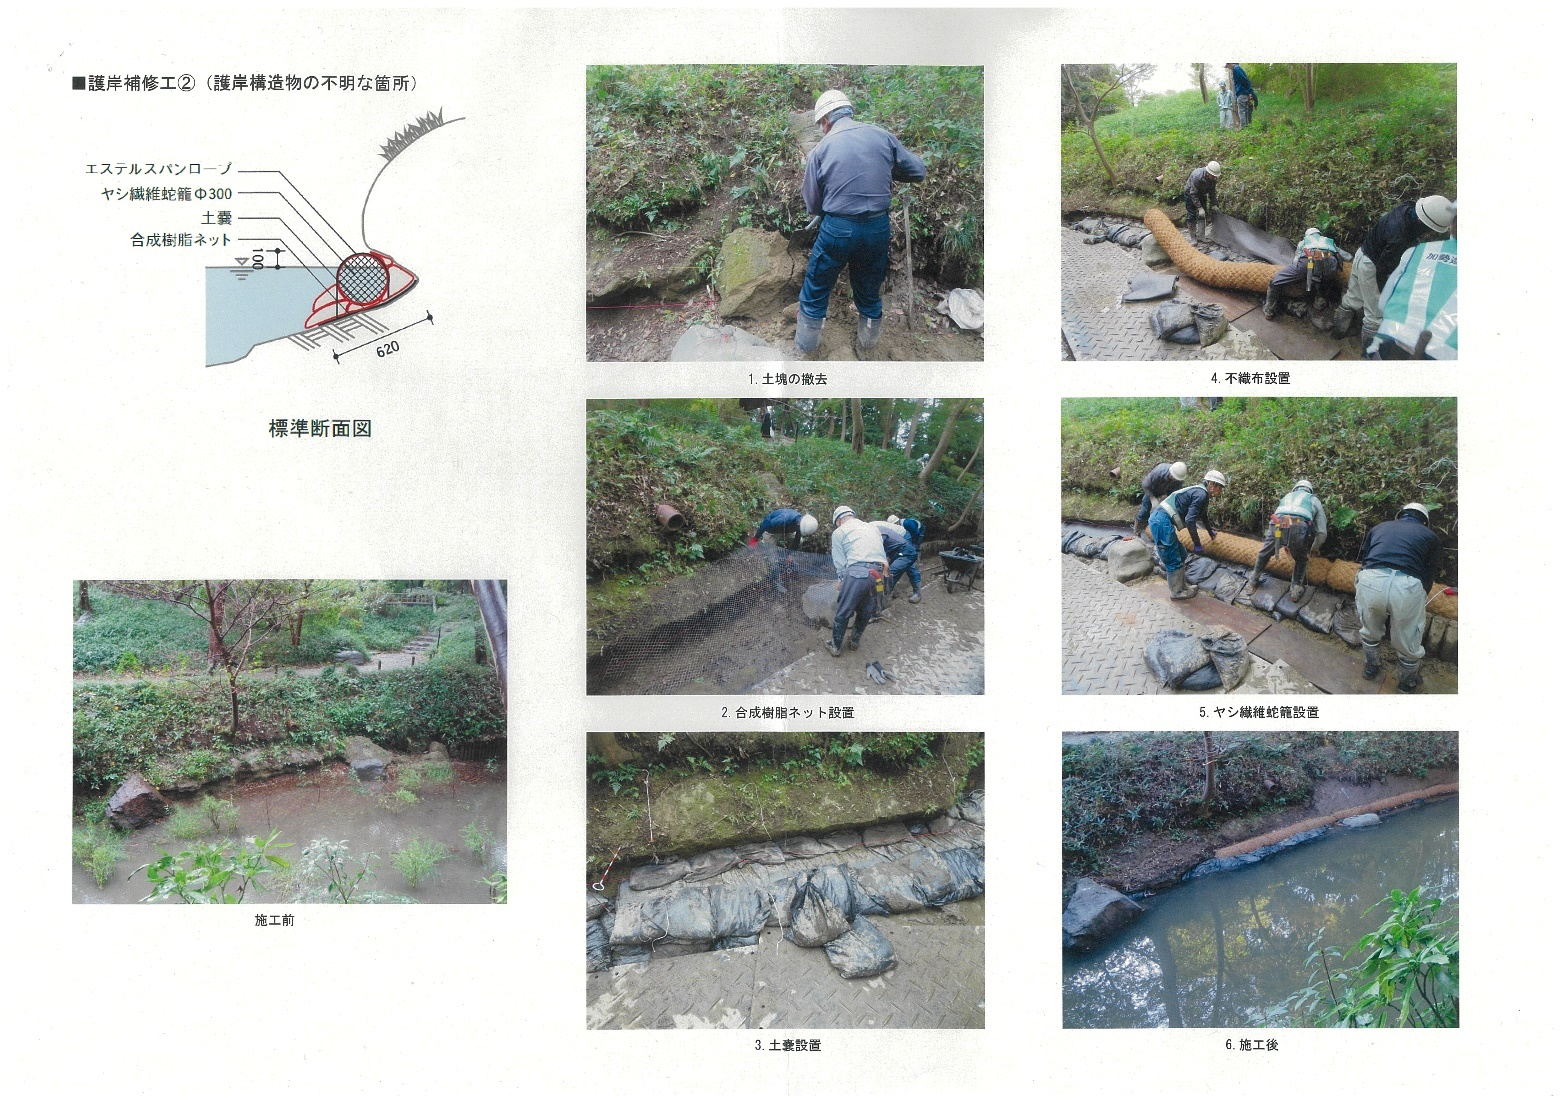 ■護岸補修工②（護岸構造物の不明な箇所）
エステルスパンロープ
ヤシ繊維蛇籠Φ300
土嚢
合成樹脂ネット
100
620
標準断面図
施工前
1.土塊の撤去
2.合成樹脂ネット設置
3.土嚢設置
4.不織布設置
5.ヤシ繊維蛇籠設置
6.施工後